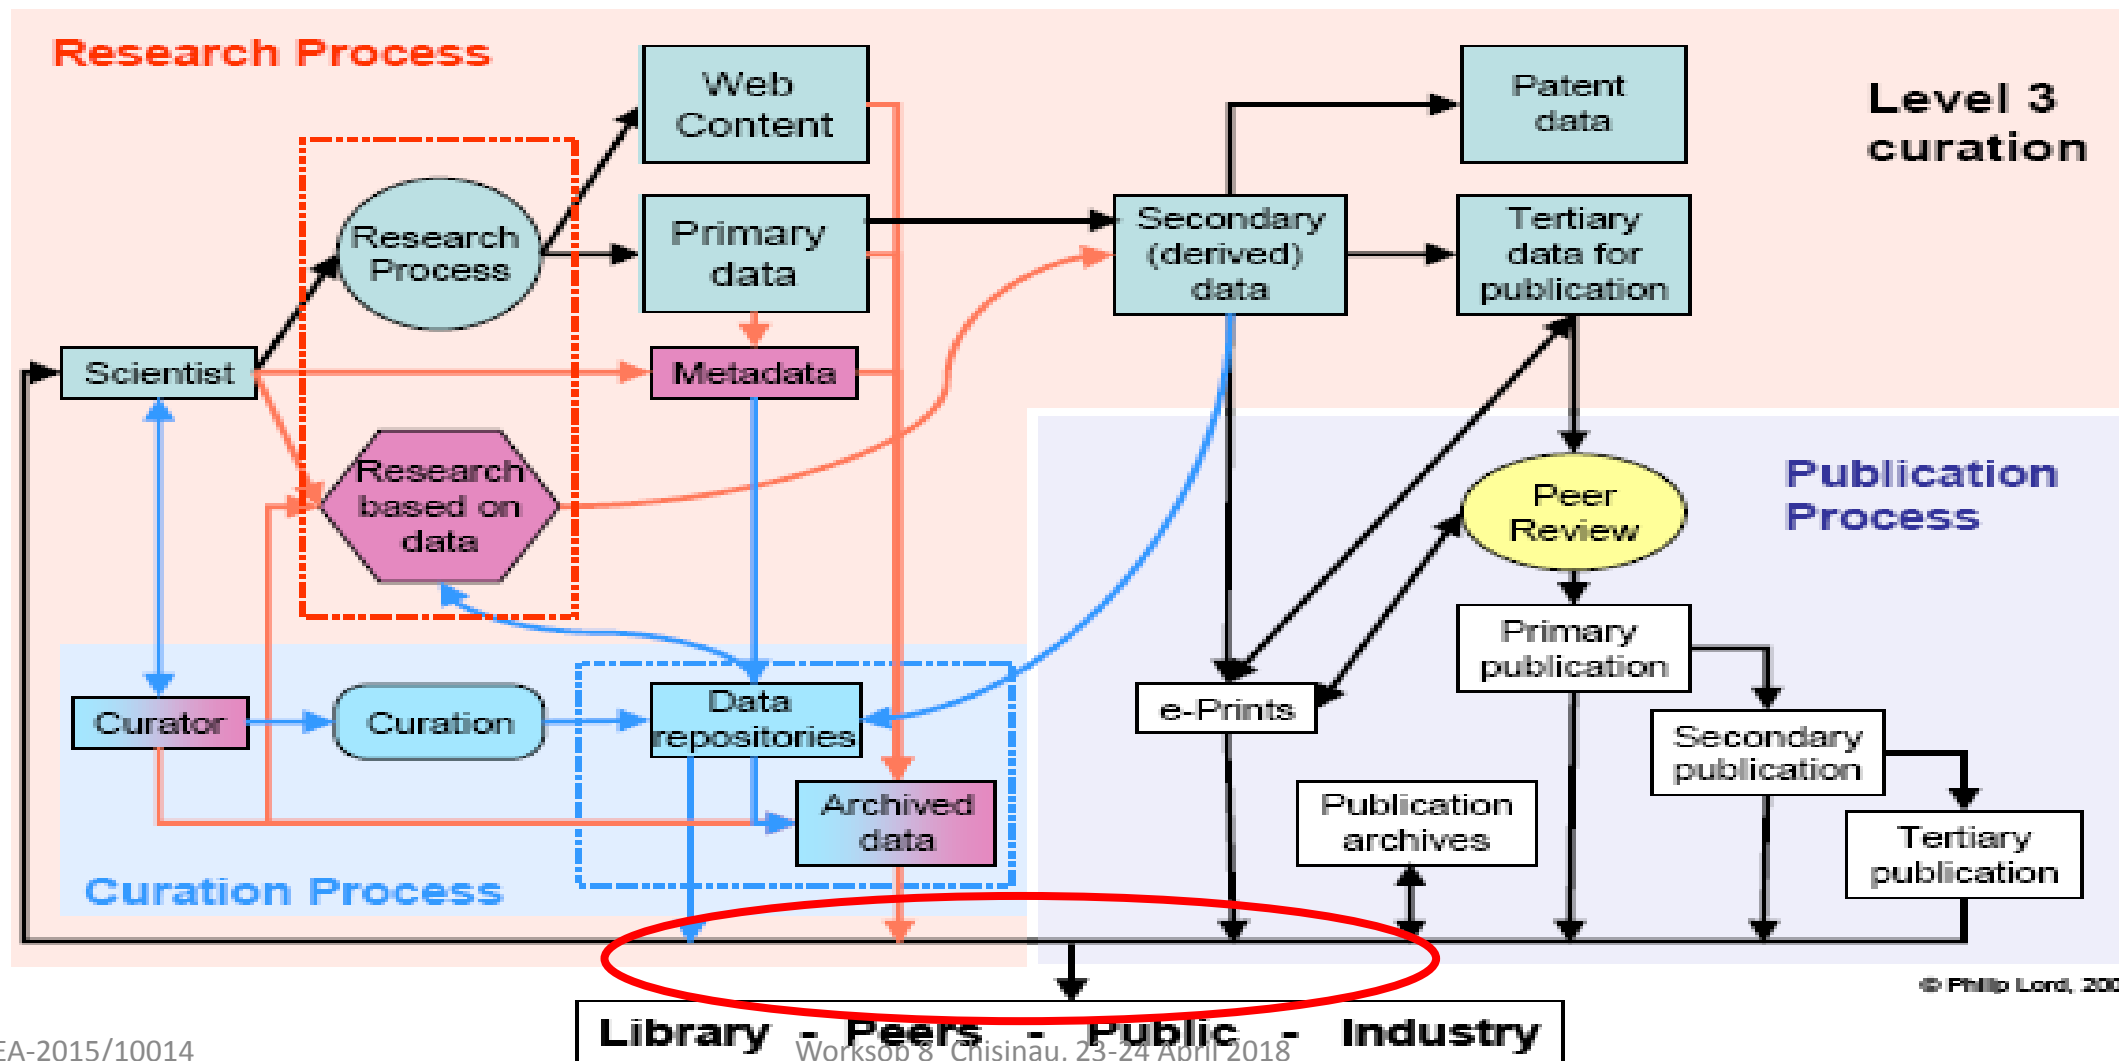 Research Process
Web
Content
Patent
data
Level 3
curation
Research
Process
Primary
data
Secondary
(derived)
data
Tertiary
data for
publication
Scientist
Metadata
Research
based on
data
Peer
Review
Publication
Process
Primary
publication
Curator
Curation
Data
repositories
e-Prints
Secondary
publication
Archived
data
Publication
archives
Tertiary
publication
Curation Process
© Philip Lord, 200
Library - Peers - Public - Industry
EA-2015/10014
Worksop 8 Chisinau, 23-24 April 2018